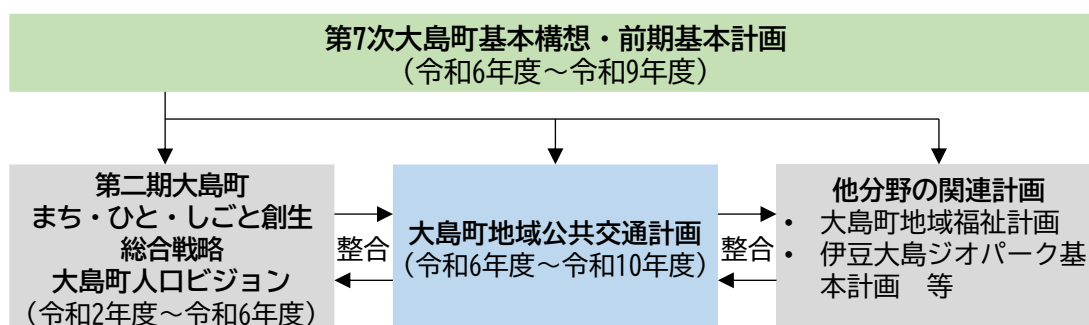 第7次大島町基本構想・前期基本計画
（令和6年度～令和9年度）
第二期大島町
まち・ひと・しごと創生
総合戦略
大島町人口ビジョン
（令和2年度～令和6年度）
整合
大島町地域公共交通計画
（令和6年度～令和10年度）
整合
他分野の関連計画
• 大島町地域福祉計画
• 伊豆大島ジオパーク基
本計画　等